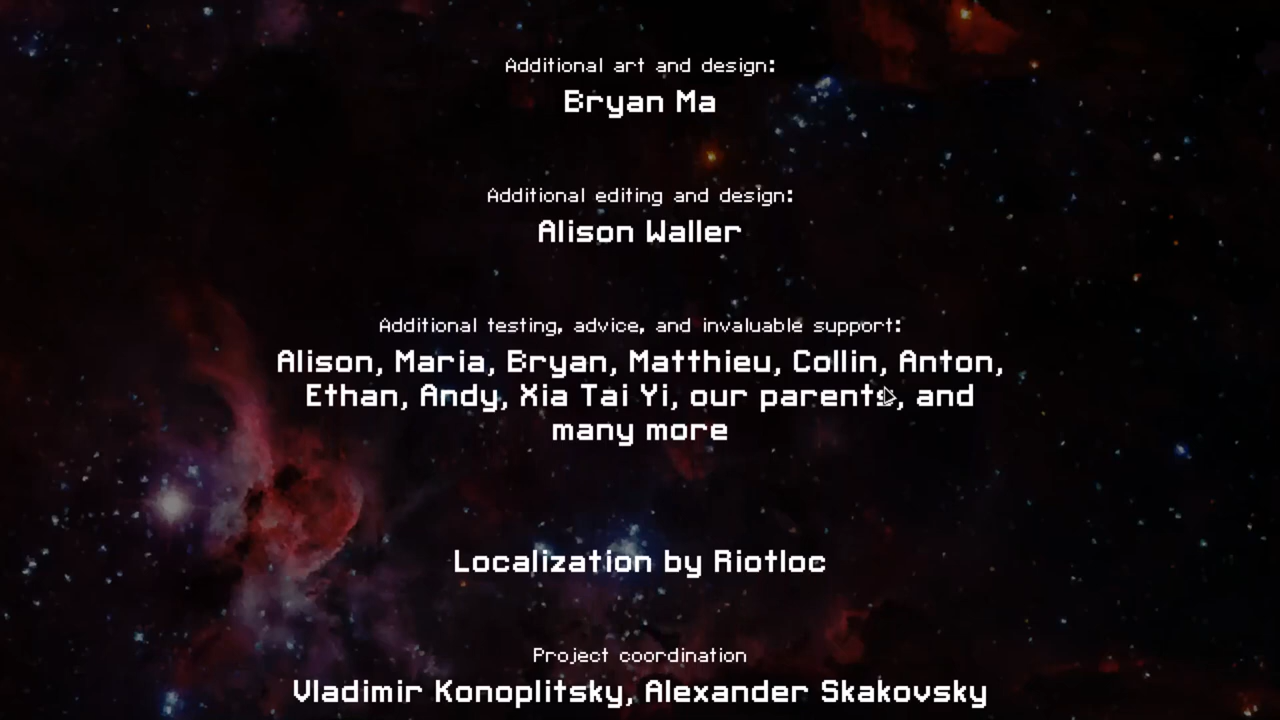 Additional art and design:
Bryan Ma
Additional editing and design:
Alison Waller
Additional testing, advice, and invaluable support:
Alison, Maria, Bryan, Matthieu, Collin, Anton,
Ethan, Andy, Xia Tai Yi, our parents, and
many more
Localization by Riotloc
Project coordination
Vladimir Konoplitsky, Alexander Skakovsky